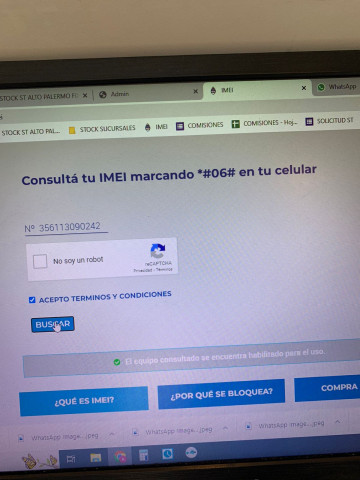 STOCK ST ALTO PALERMO
Admin
IMEI
WhatsApp
STOCK ST ALTO PAL...
STOCK SUCURSALES
IMEI
COMISIONES
COMISIONES - Hoj...
SOLICITUD ST
Consultá tu IMEI marcando *#06# en tu celular
Nº 356113090242
No soy un robot
reCAPTCHA
Privacidad - Términos
ACEPTO TERMINOS Y CONDICIONES
BUSCAR
El equipo consultado se encuentra habilitado para el uso.
¿QUÉ ES IMEI?
¿POR QUÉ SE BLOQUEA?
COMPRA
WhatsApp Image....jpeg
WhatsApp Image....jpeg
WhatsApp Image....jpeg